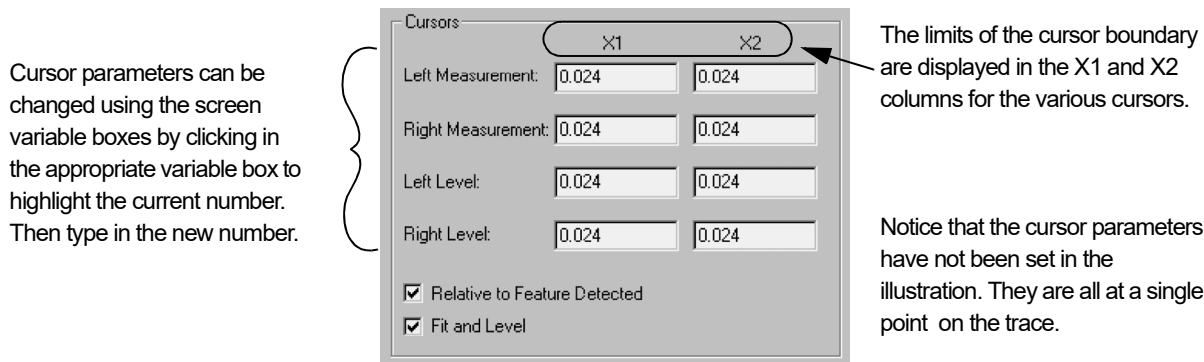 Cursor parameters can be
changed using the screen
variable boxes by clicking in
the appropriate variable box to
highlight the current number.
Then type in the new number.
Cursors
X1 X2
Left Measurement: 0.024 0.024
Right Measurement: 0.024 0.024
Left Level: 0.024 0.024
Right Level: 0.024 0.024
Relative to Feature Detected
Fit and Level
The limits of the cursor boundary
are displayed in the X1 and X2
columns for the various cursors.
Notice that the cursor parameters
have not been set in the
illustration. They are all at a single
point on the trace.